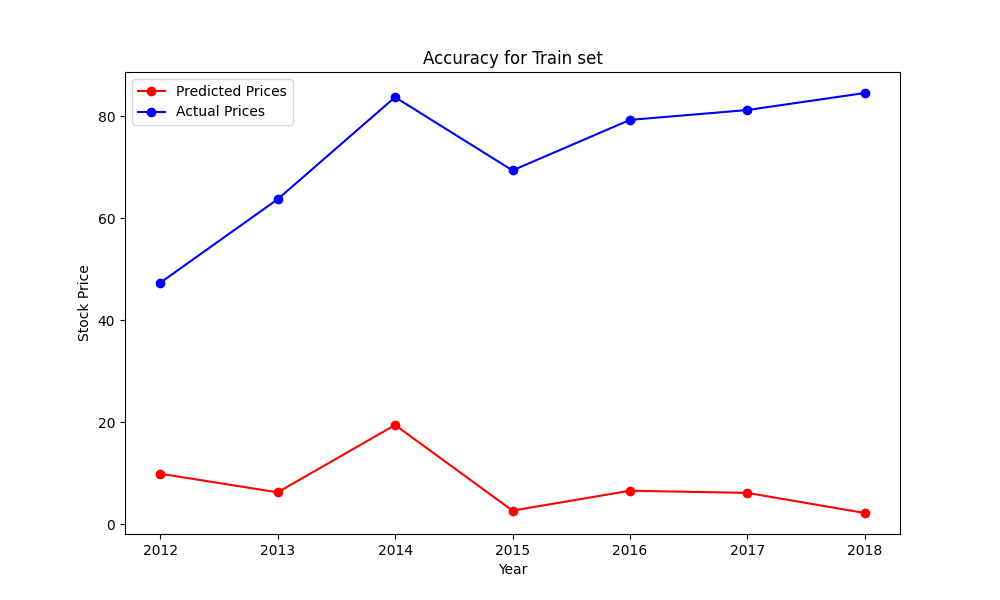 Accuracy for Train set
Predicted Prices
Actual Prices
80
60
40
20
0
Stock Price
2012 2013 2014 2015 2016 2017 2018
Year